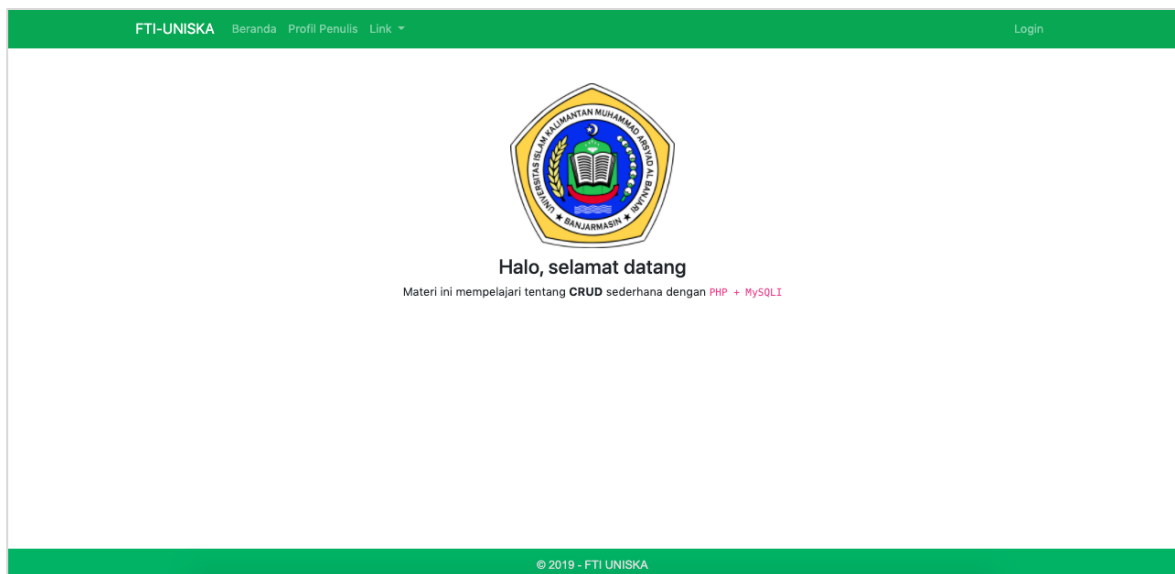 FTI-UNISKA Beranda Profil Penulis Link Login
UNIVERSITAS ISLAM KALIMANTAN MUHAMMAD ARSYAD AL BANJARI
★ BANJARMASIN ★
Halo, selamat datang
Materi ini mempelajari tentang CRUD sederhana dengan PHP + MySQLI
© 2019 - FTI UNISKA